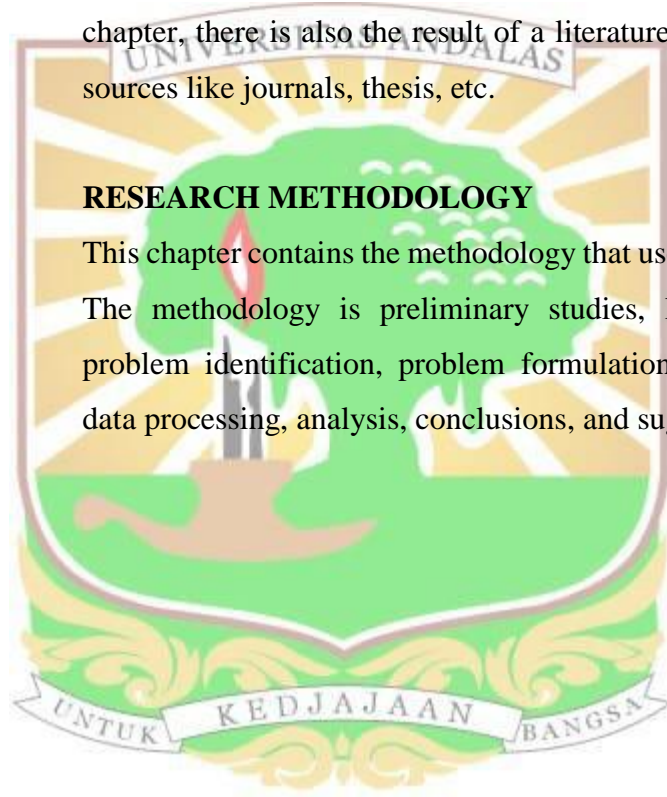 chapter, there is also the result of a literature
UNIVERSITAS ANDALAS
sources like journals, thesis, etc.
RESEARCH METHODOLOGY
This chapter contains the methodology that us
The methodology is preliminary studies,
problem identification, problem formulation
data processing, analysis, conclusions, and su
UNTUK KEDJAJAAN BANGSA